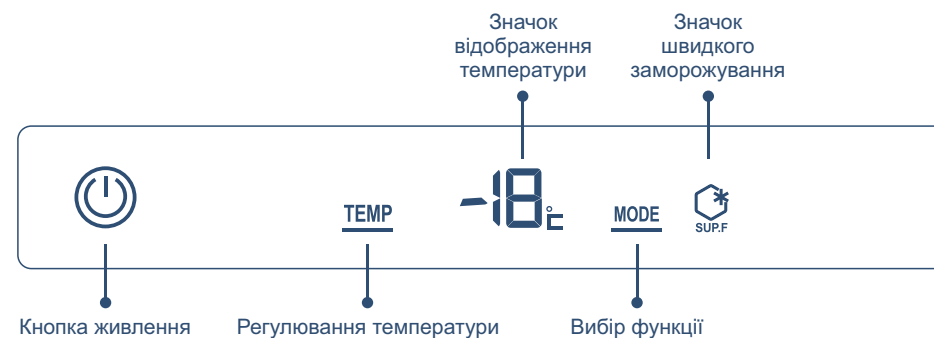 Значок
відображення
температури
Значок
швидкого
заморожування
TEMP
-18°C
MODE
SUP.F
Кнопка живлення
Регулювання температури
Вибір функції